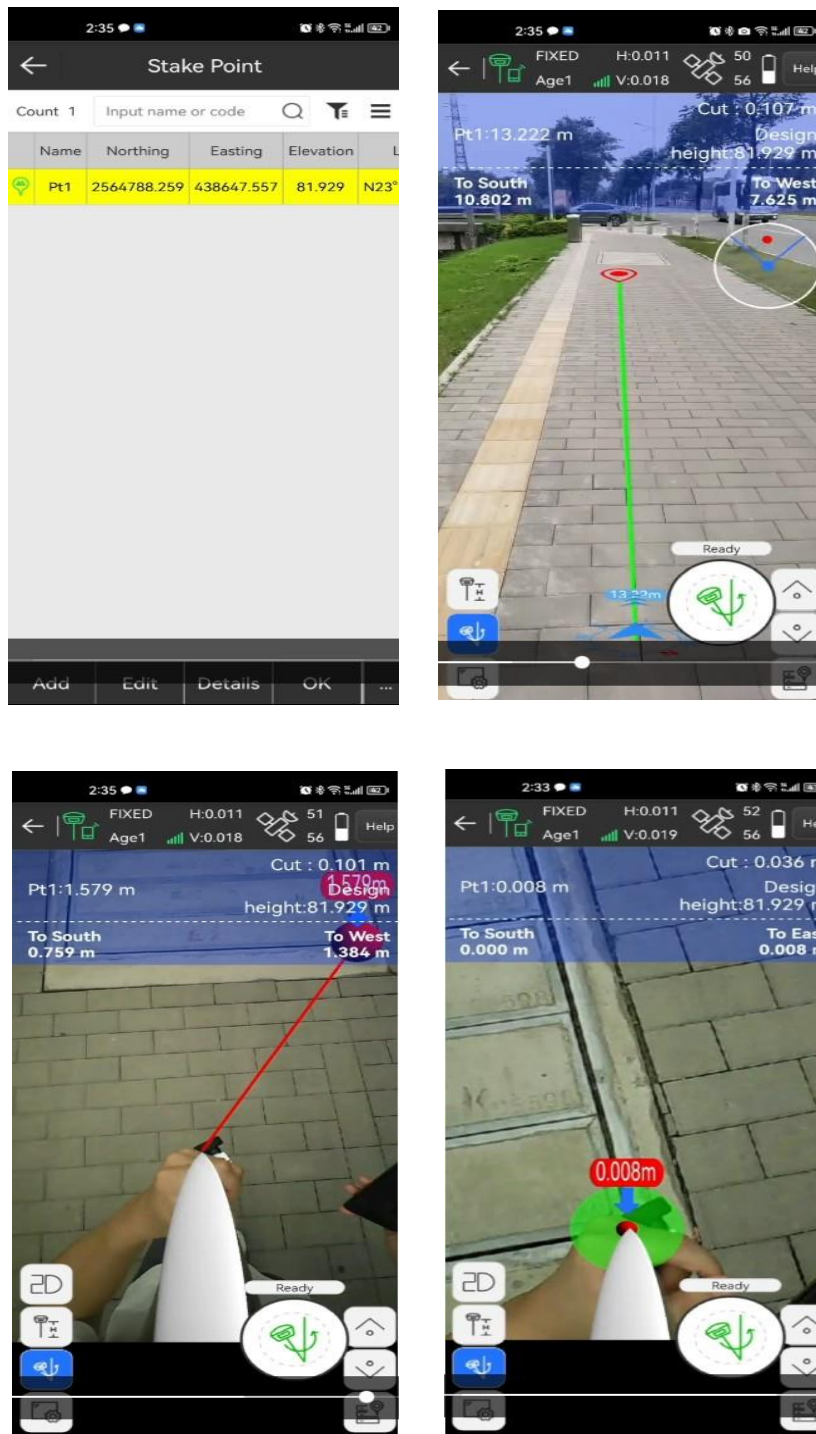 2:35
42
Stake Point
Count 1 Input name or code
Name Northing Easting Elevation L
Pt1 2564788.259 438647.557 81.929 N23°
Add Edit Details OK ...
2:35
42
FIXED H:0.011 50 Help
Age1 V:0.018 56
Cut : 0.107 m
Pt1:13.222 m Design
height:81.929 m
To South To West
10.802 m 7.625 m
Ready
13.22m
2:35
42
FIXED H:0.011 51 Help
Age1 V:0.018 56
Cut : 0.101 m
1.579m
Pt1:1.579 m Design
height:81.929 m
To South To West
0.759 m 1.384 m
2D
Ready
2:33
FIXED H:0.011 52 He
Age1 V:0.019 56
Cut : 0.036 m
Pt1:0.008 m Desig
height:81.929 m
To South To Eas
0.000 m 0.008 m
0.008m
2D
Ready